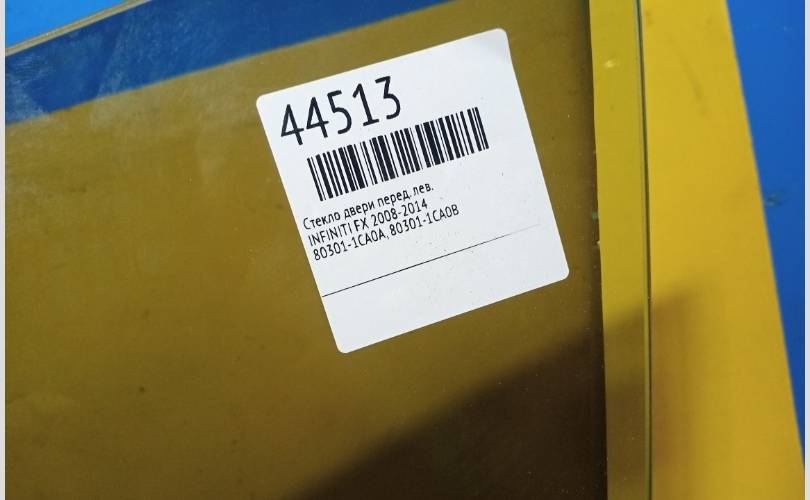 44513
Стекло двери перед. лев.
INFINITI FX 2008-2014
80301-1CA0A, 80301-1CA0B